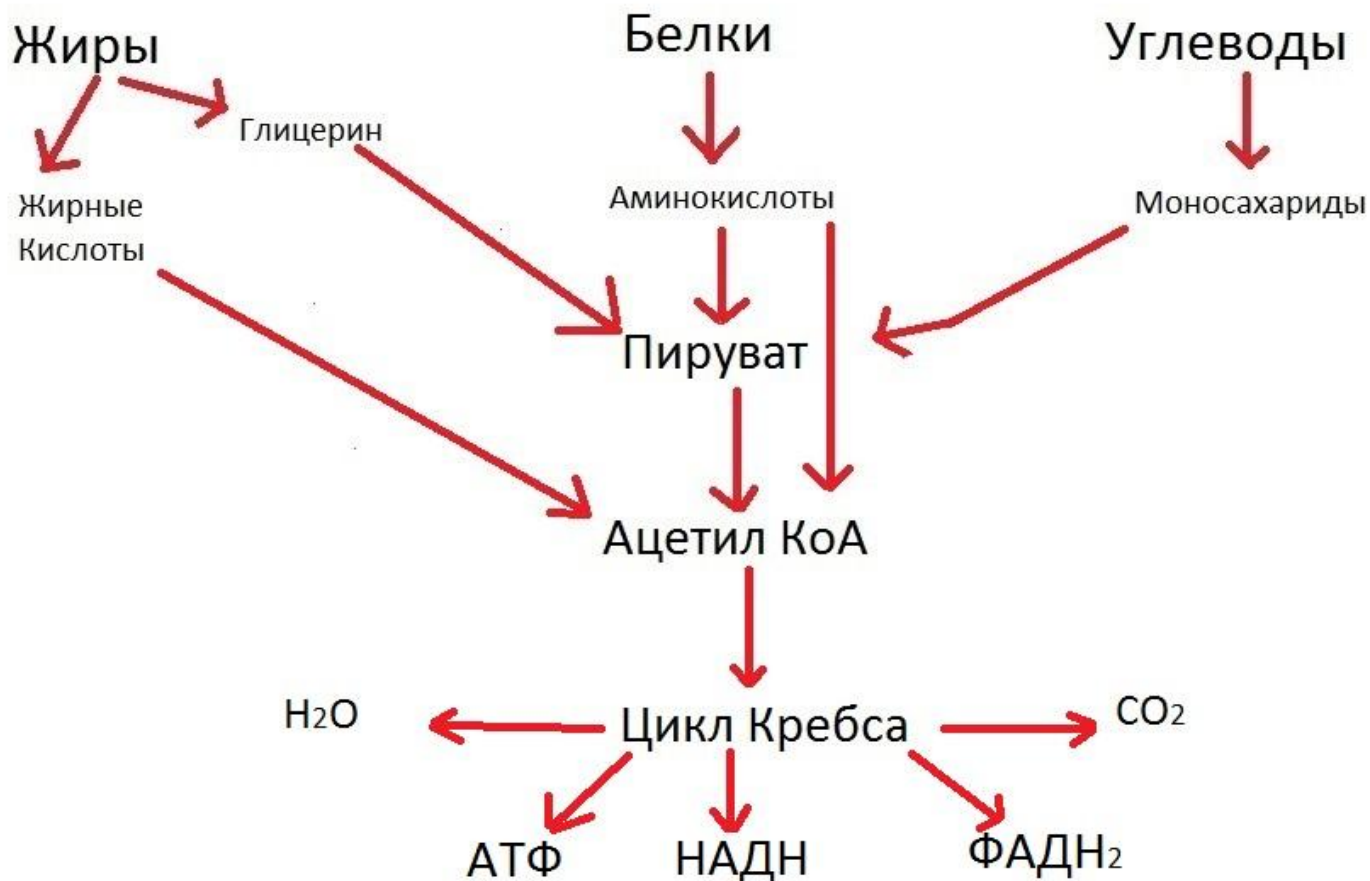 Жиры
Белки
Углеводы
Глицерин
Жирные
Кислоты
Аминокислоты
Моносахариды
Пируват
Ацетил КоА
H2O
Цикл Кребса
CO2
АТФ
НАДН
ФАДН2